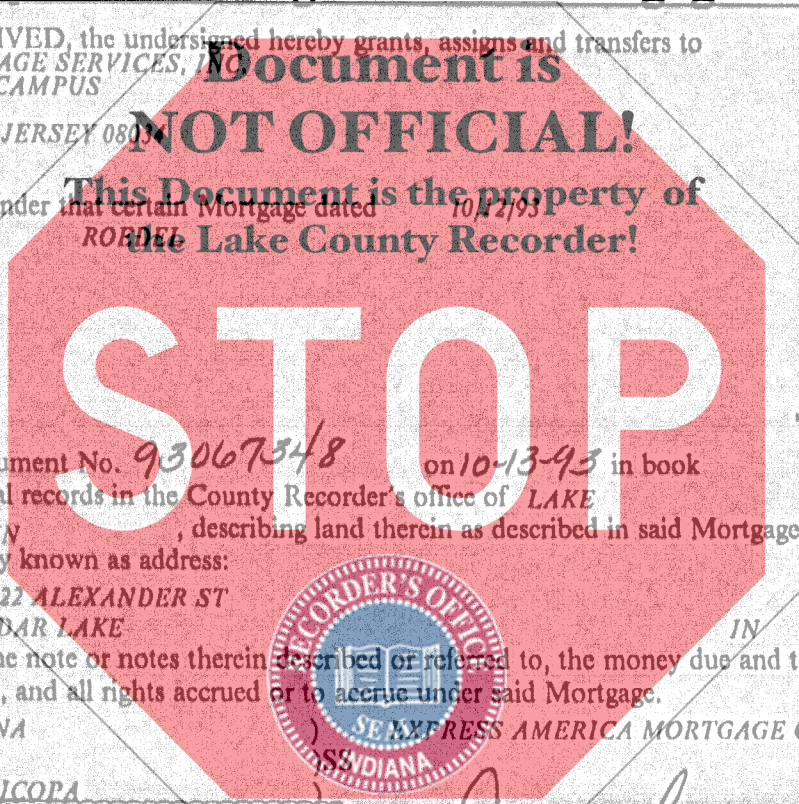 IVED, the undersigned hereby grants, assigns and transfers to
AGE SERVICES, INC.
CAMPUS
Document is
JERSEY 08034
NOT OFFICIAL!
This Document is the property of
nder that certain Mortgage dated 10/12/93
ROEDEL
the Lake County Recorder!
STOP
ument No. 93067348 on 10-13-93 in book
al records in the County Recorder's office of LAKE
N , describing land therein as described in said Mortgage
y known as address:
22 ALEXANDER ST
DAR LAKE IN
he note or notes therein described or referred to, the money due and t
, and all rights accrued or to accrue under said Mortgage.
NA ) EXPRESS AMERICA MORTGAGE C
)SS
ICOPA
RECORDER'S OFFICE
SEAL
INDIANA